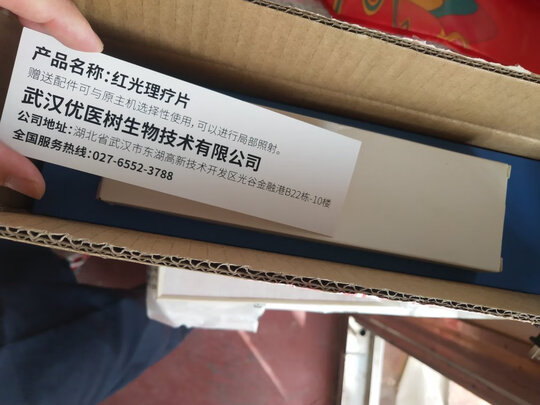 产品名称:红光理疗片
赠送配件可与原主机选择性使用,可以进行局部照射。
武汉优医树生物技术有限公司
公司地址:湖北省武汉市东湖高新技术开发区光谷金融港B22栋-10楼
全国服务热线:027-6552-3788